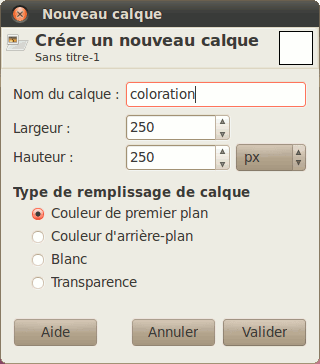 Nouveau calque
Créer un nouveau calque
Sans titre-1
Nom du calque : coloration
Largeur : 250
Hauteur : 250 px
Type de remplissage de calque
Couleur de premier plan
Couleur d'arrière-plan
Blanc
Transparence
Aide Annuler Valider